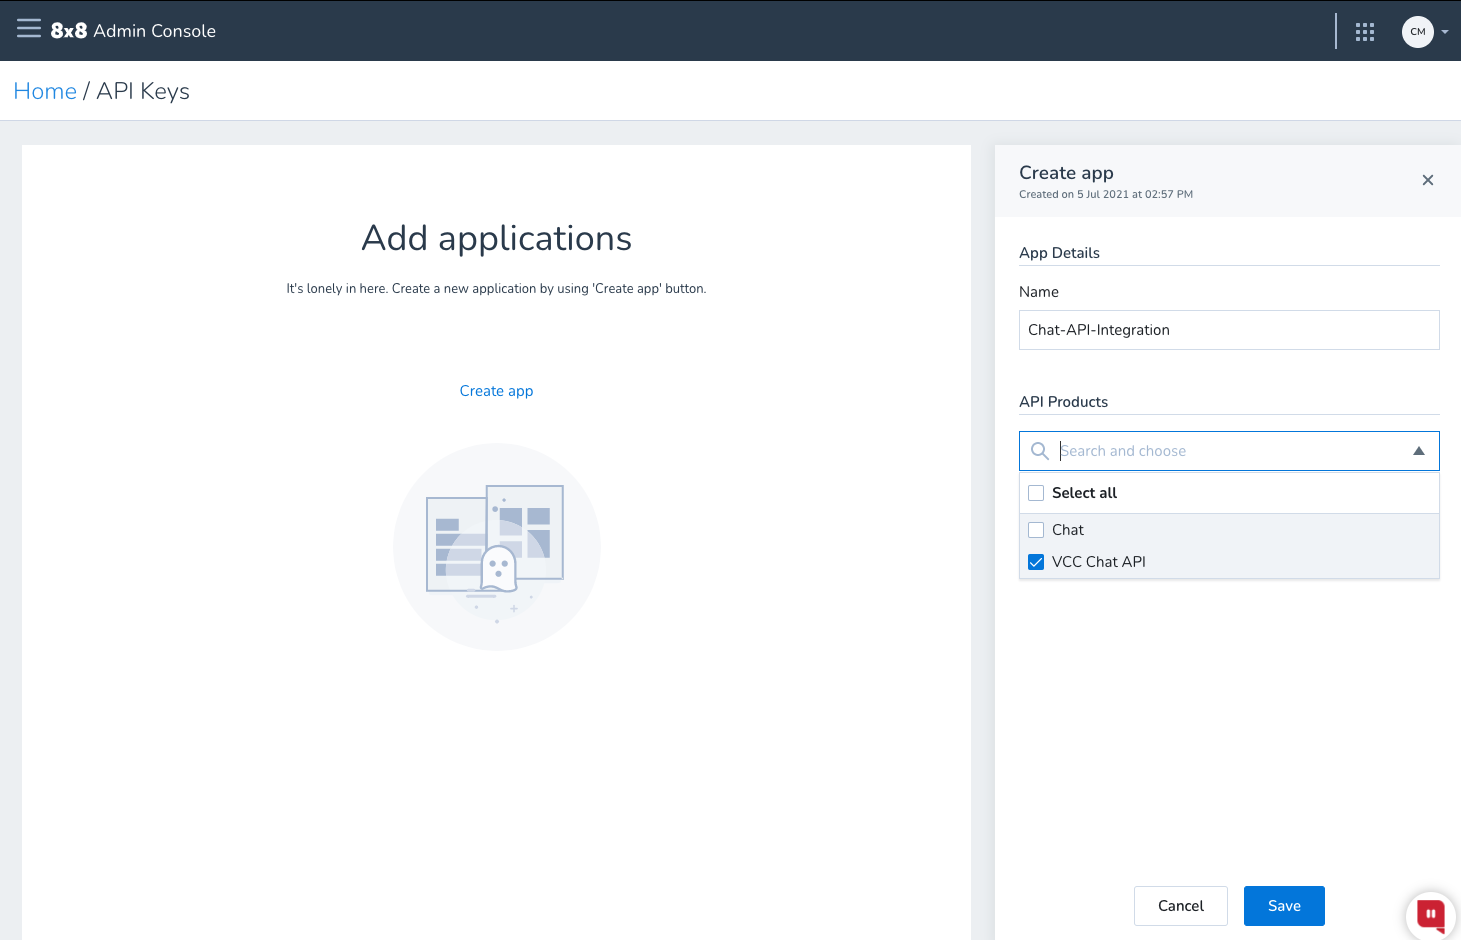 8x8 Admin Console
CM
Home / API Keys
Add applications
It's lonely in here. Create a new application by using 'Create app' button.
Create app
Create app
Created on 5 Jul 2021 at 02:57 PM
App Details
Name
Chat-API-Integration
API Products
Search and choose
Select all
Chat
VCC Chat API
Cancel
Save